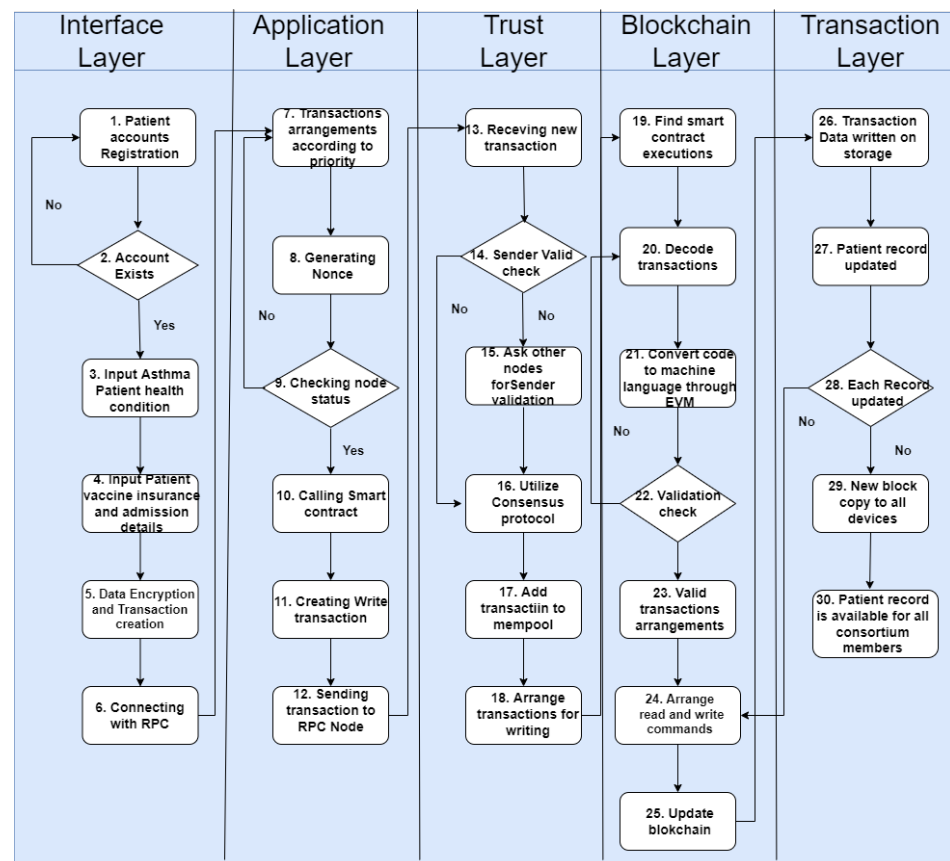 Interface
Layer
Application
Layer
Trust
Layer
Blockchain
Layer
Transaction
Layer
1. Patient
accounts
Registration
No
2. Account
Exists
Yes
3. Input Asthma
Patient health
condition
4. Input Patient
vaccine insurance
and admission
details
5. Data Encryption
and Transaction
creation
6. Connecting
with RPC
7. Transactions
arrangements
according to
priority
8. Generating
Nonce
No
9. Checking node
status
Yes
10. Calling Smart
contract
11. Creating Write
transaction
12. Sending
transaction to
RPC Node
13. Receving new
transaction
14. Sender Valid
check
No
No
15. Ask other
nodes
forSender
validation
16. Utilize
Consensus
protocol
17. Add
transactiin to
mempool
18. Arrange
transactions for
writing
19. Find smart
contract
executions
20. Decode
transactions
21. Convert code
to machine
language through
EVM
No
22. Validation
check
23. Valid
transactions
arrangements
24. Arrange
read and write
commands
25. Update
blokchain
26. Transaction
Data written on
storage
27. Patient record
updated
28. Each Record
updated
No
No
29. New block
copy to all
devices
30. Patient record
is available for all
consortium
members